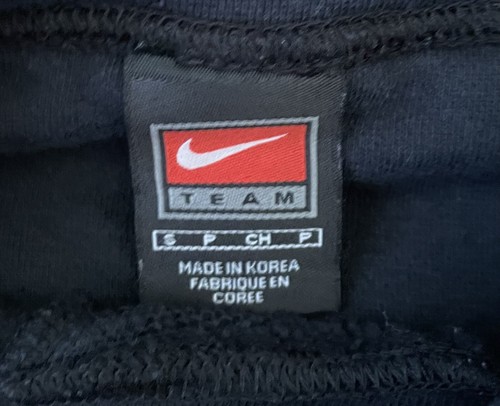 TEAM
S P CH P
MADE IN KOREA
FABRIQUE EN
COREE